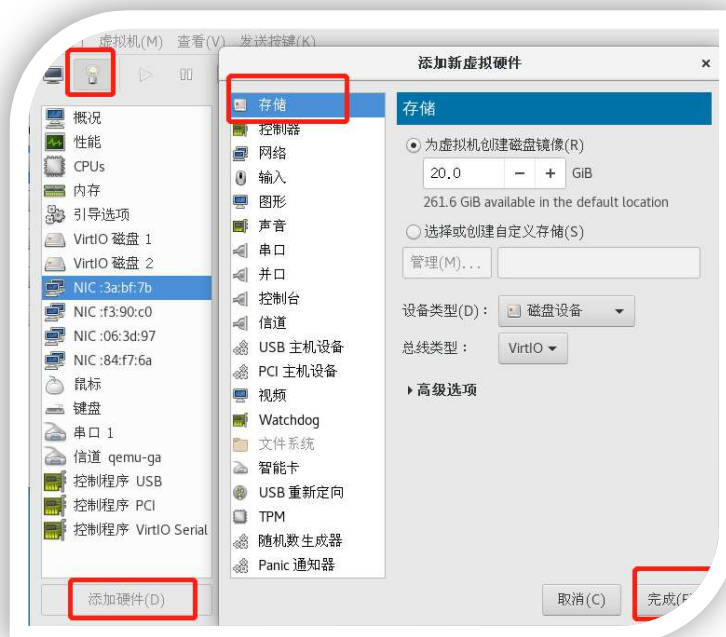 虚拟机(M) 查看(V) 发送按键(K)
添加新虚拟硬件
概况
性能
CPUs
内存
引导选项
VirtIO 磁盘 1
VirtIO 磁盘 2
NIC :3a:bf:7b
NIC :f3:90:c0
NIC :06:3d:97
NIC :84:f7:6a
鼠标
键盘
串口 1
信道 qemu-ga
控制程序 USB
控制程序 PCI
控制程序 VirtIO Serial
添加硬件(D)
存储
控制器
网络
输入
图形
声音
串口
并口
控制台
信道
USB 主机设备
PCI 主机设备
视频
Watchdog
文件系统
智能卡
USB 重新定向
TPM
随机数生成器
Panic 通知器
存储
为虚拟机创建磁盘镜像(R)
20.0 − + GiB
261.6 GiB available in the default location
选择或创建自定义存储(S)
管理(M)...
设备类型(D): 磁盘设备
总线类型: VirtIO
高级选项
取消(C) 完成(F